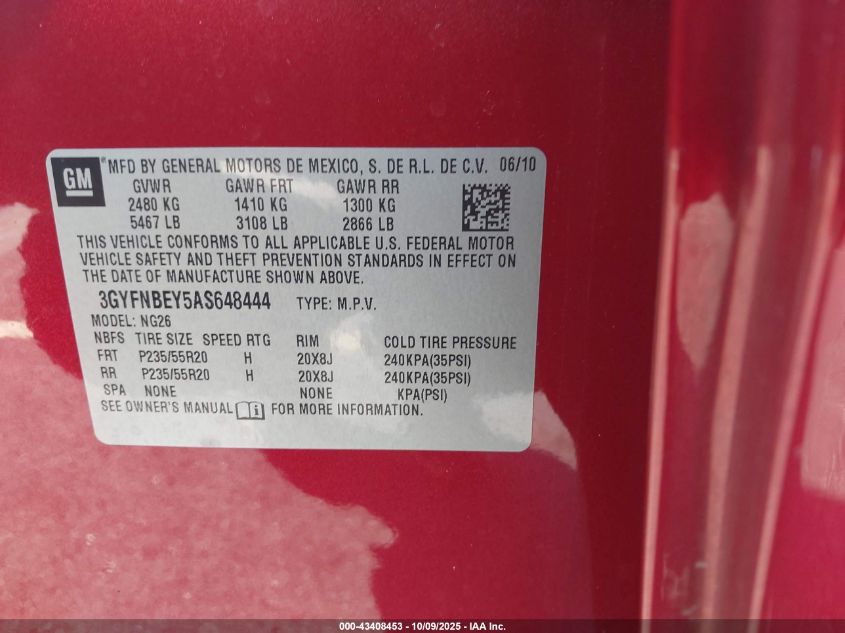 GM
MFD BY GENERAL MOTORS DE MEXICO, S. DE R.L. DE C.V. 06/10
GVWR GAWR FRT GAWR RR
2480 KG 1410 KG 1300 KG
5467 LB 3108 LB 2866 LB
THIS VEHICLE CONFORMS TO ALL APPLICABLE U.S. FEDERAL MOTOR
VEHICLE SAFETY AND THEFT PREVENTION STANDARDS IN EFFECT ON
THE DATE OF MANUFACTURE SHOWN ABOVE.
3GYFNBEY5AS648444 TYPE: M.P.V.
MODEL: NG26
NBFS TIRE SIZE SPEED RTG RIM COLD TIRE PRESSURE
FRT P235/55R20 H 20X8J 240KPA(35PSI)
RR P235/55R20 H 20X8J 240KPA(35PSI)
SPA NONE NONE KPA(PSI)
SEE OWNER'S MANUAL FOR MORE INFORMATION.
000-43408453 - 10/09/2025 - IAA Inc.